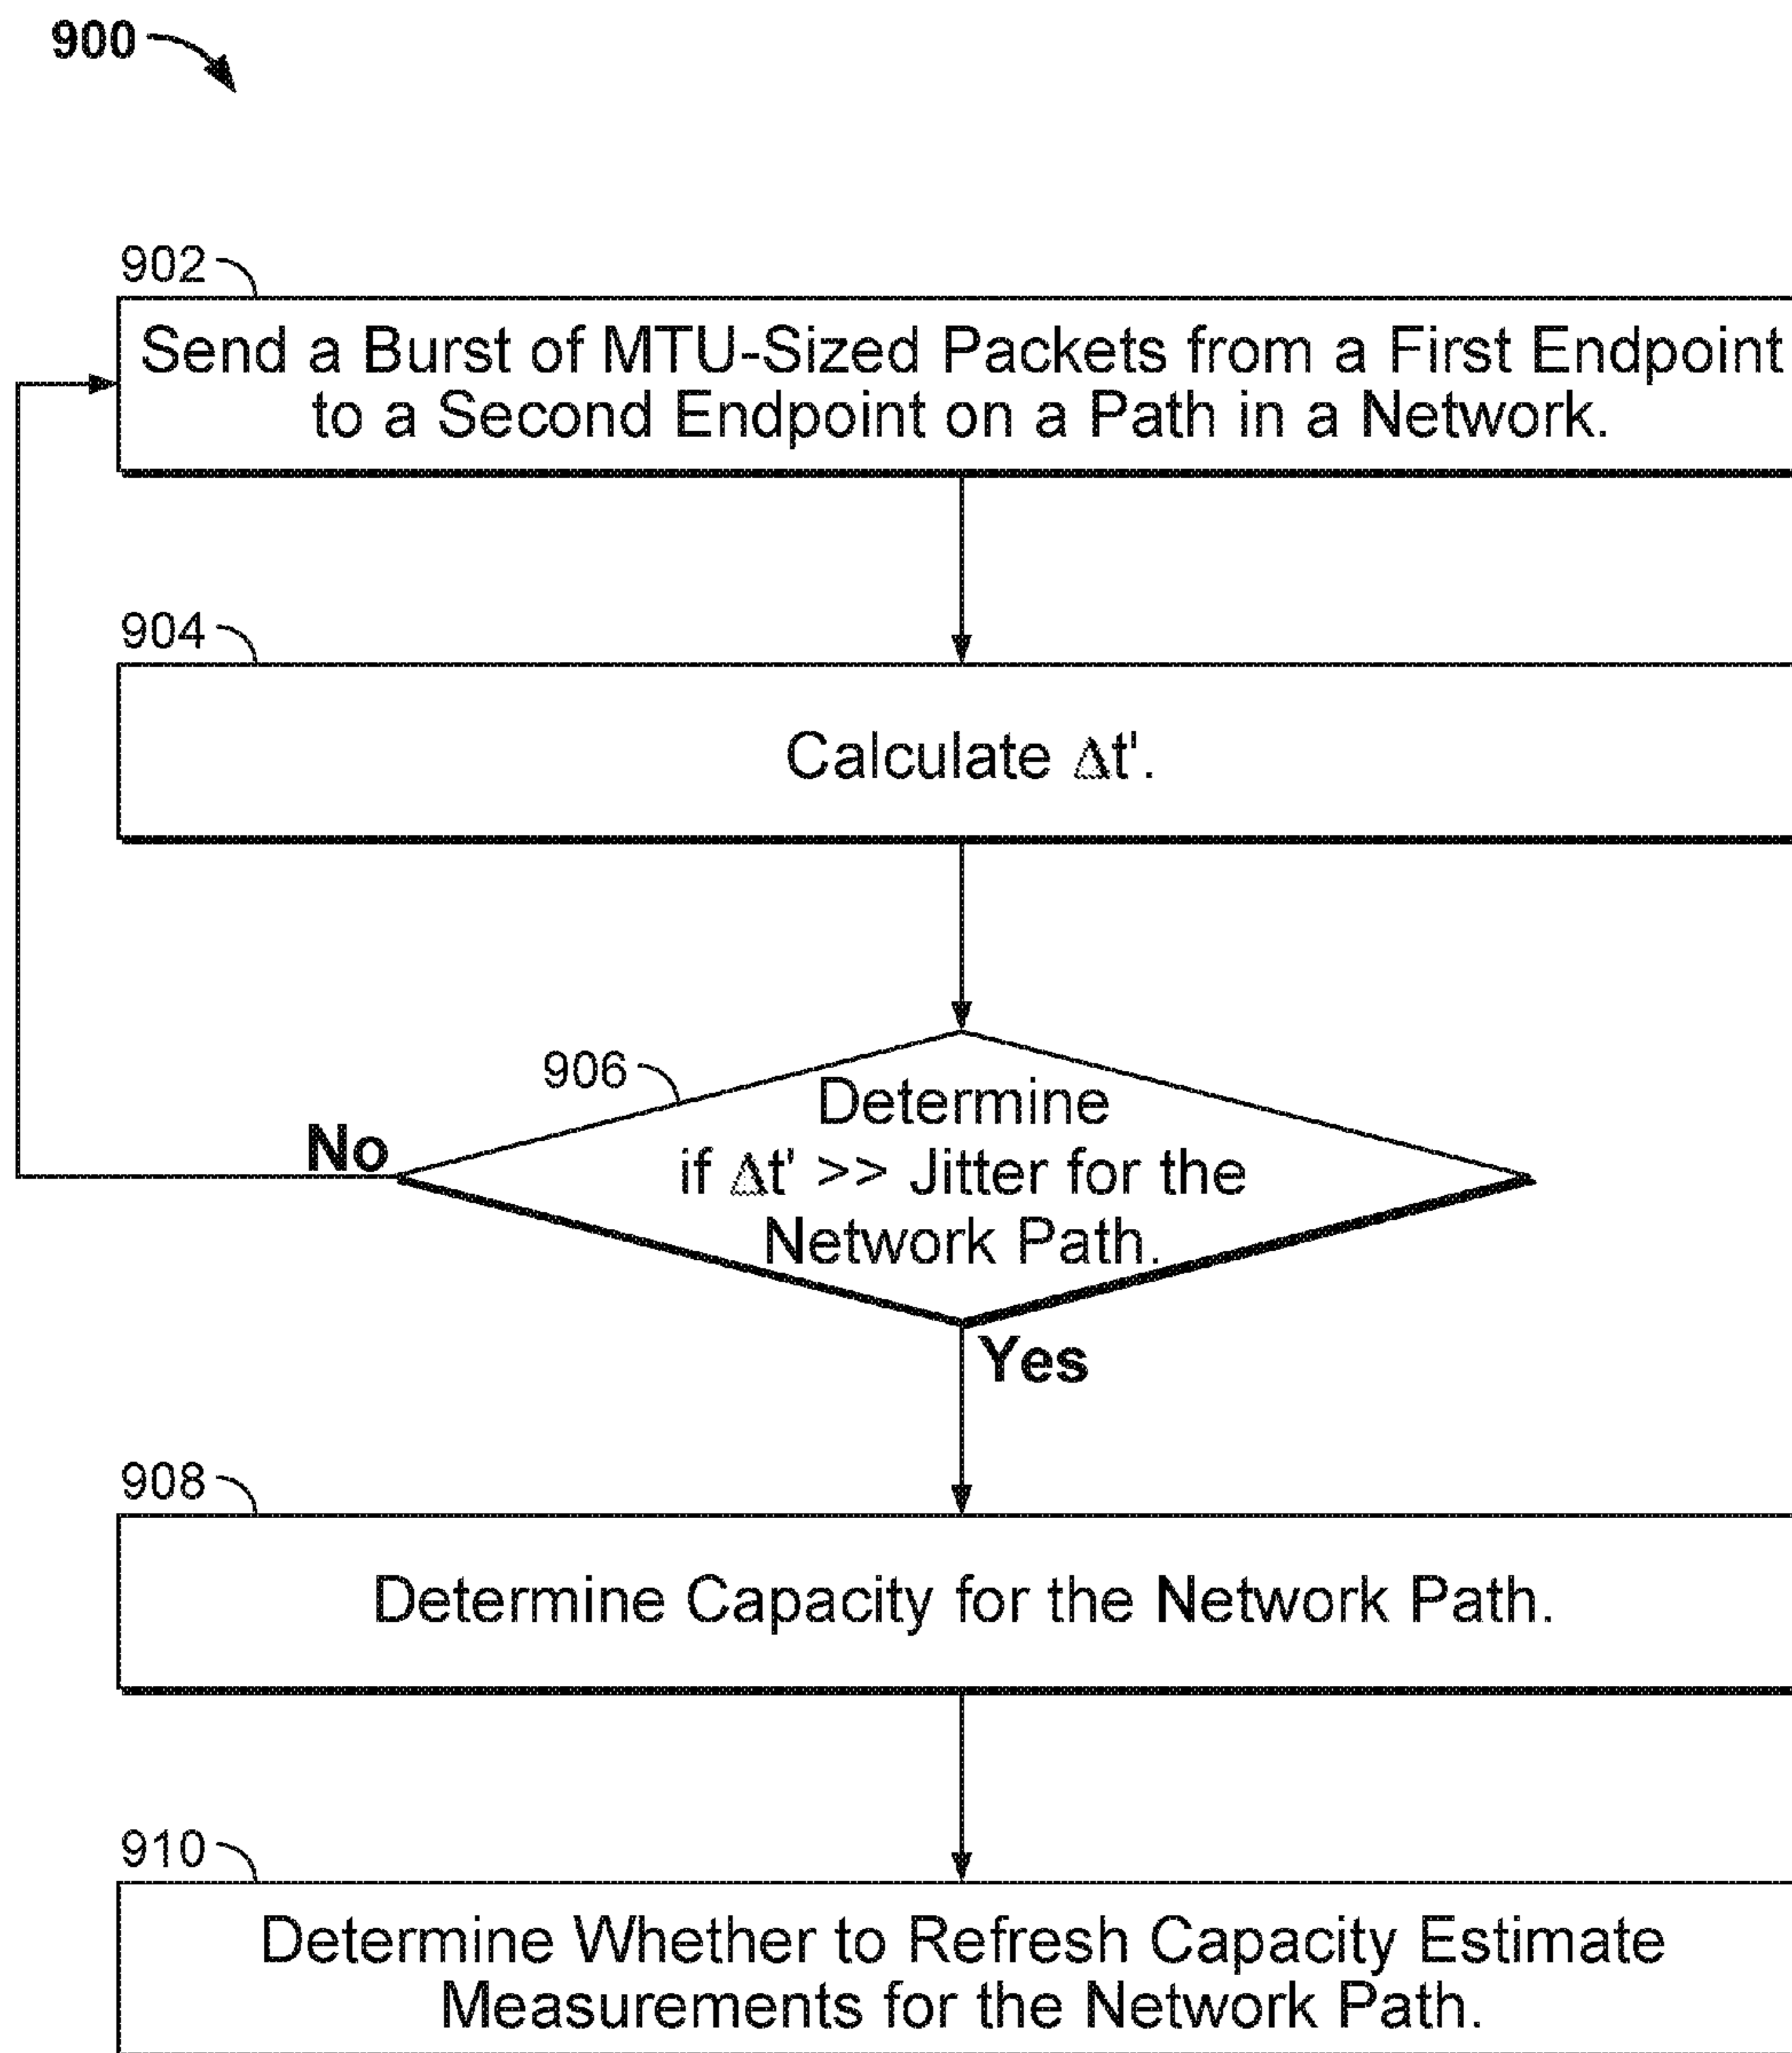 900
902
Send a Burst of MTU-Sized Packets from a First Endpoint
to a Second Endpoint on a Path in a Network.
904
Calculate Δt'.
906
Determine
if Δt' >> Jitter for the
Network Path.
No
Yes
908
Determine Capacity for the Network Path.
910
Determine Whether to Refresh Capacity Estimate
Measurements for the Network Path.